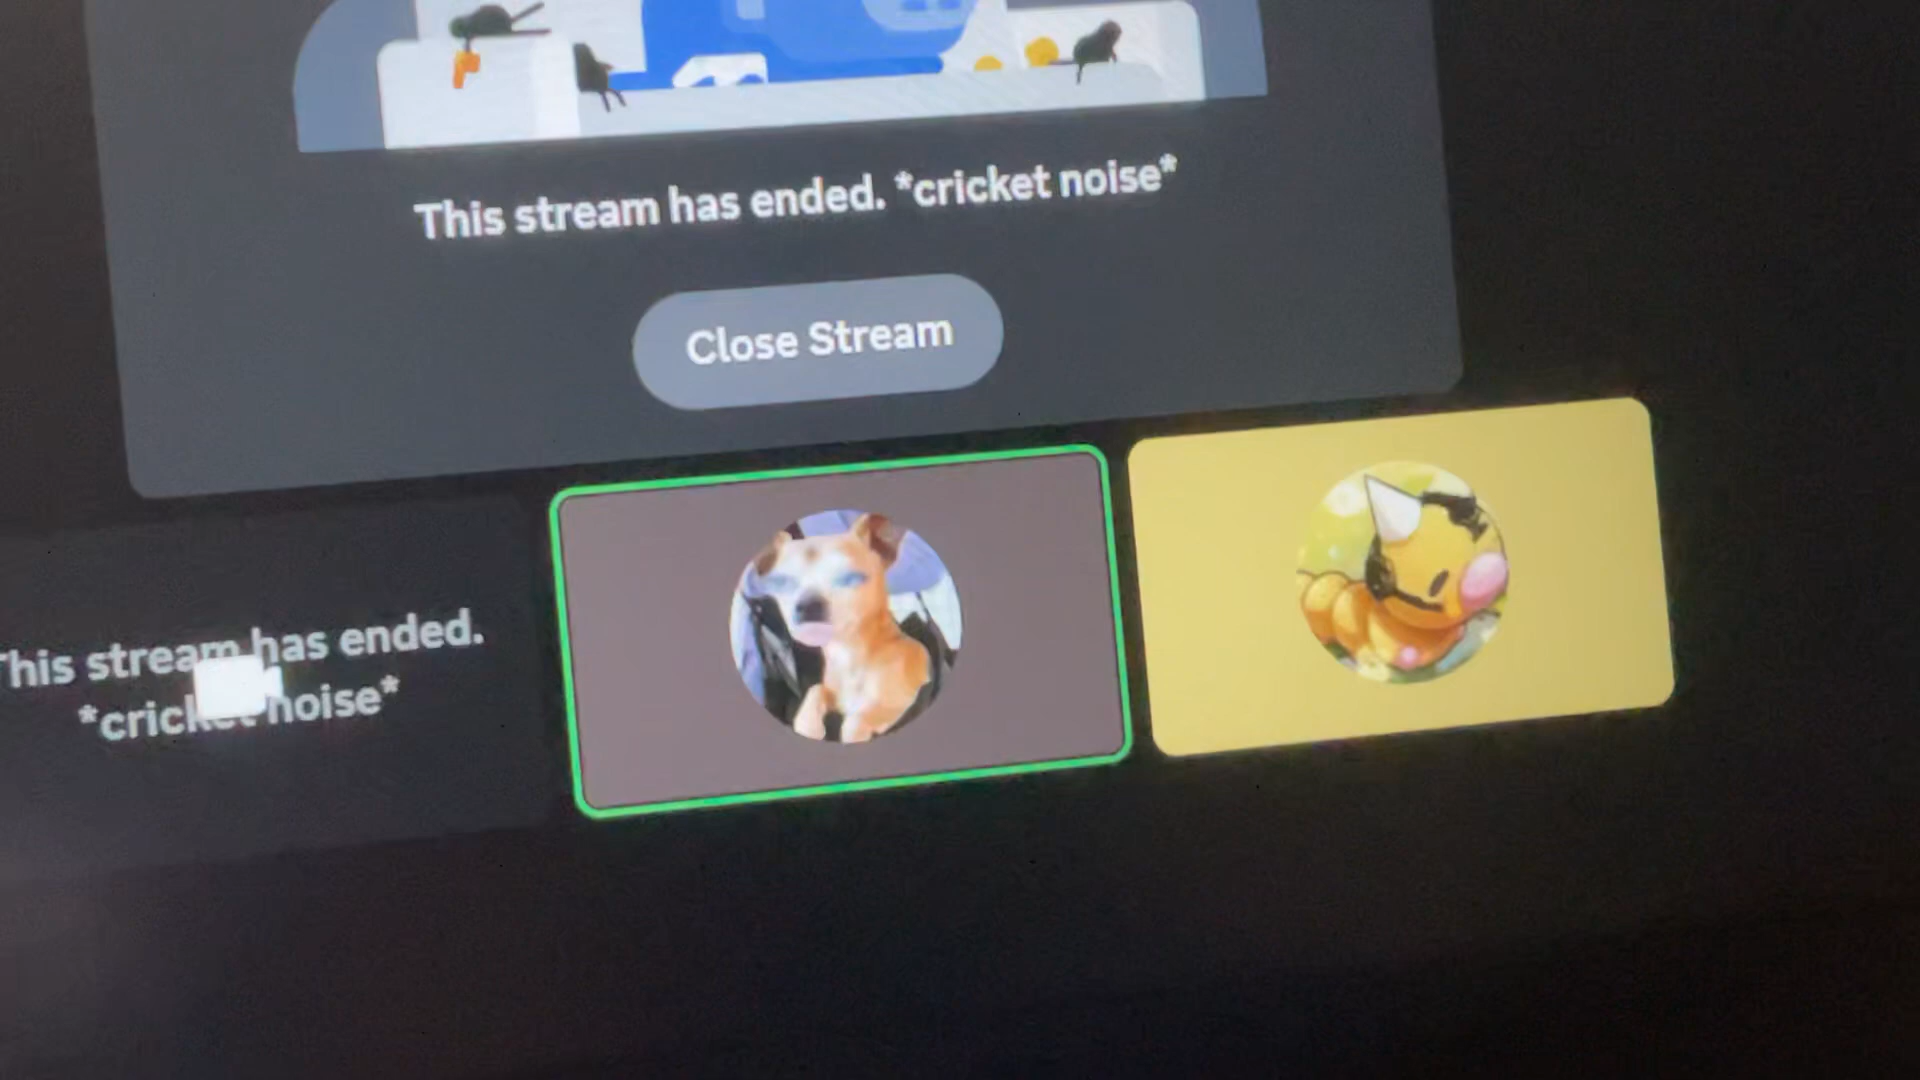 This stream has ended. *cricket noise*
Close Stream
This stream has ended.
*cricket noise*